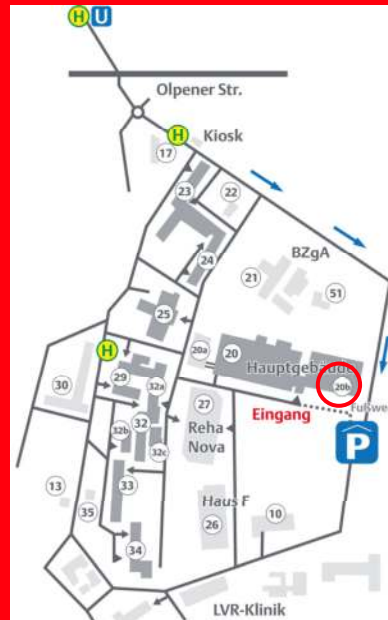 H U
Olpener Str.
H
Kiosk
17
23
22
24
BZgA
21
51
25
20a
20
Hauptgebäude
H
30
29
32a
20b
27
Eingang
Fußwe
P
32b
32
Reha
Nova
32c
33
13
35
Haus F
10
26
34
LVR-Klinik